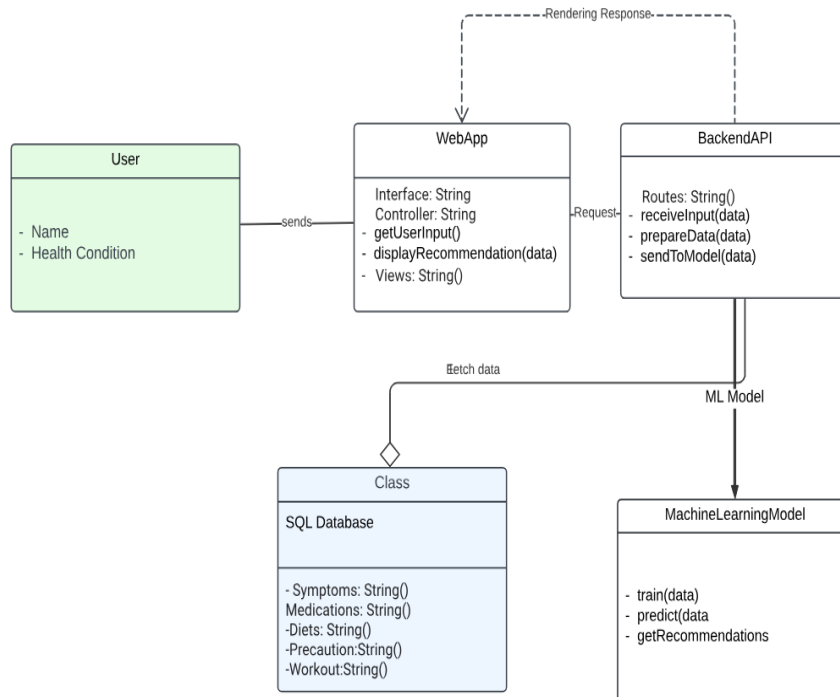 Rendering Response
User
- Name
- Health Condition
sends
WebApp
Interface: String
Controller: String
- getUserInput()
- displayRecommendation(data)
- Views: String()
Request
BackendAPI
Routes: String()
- receiveInput(data)
- prepareData(data)
- sendToModel(data)
Fetch data
ML Model
Class
SQL Database
- Symptoms: String()
Medications: String()
-Diets: String()
-Precaution:String()
-Workout:String()
MachineLearningModel
- train(data)
- predict(data
- getRecommendations